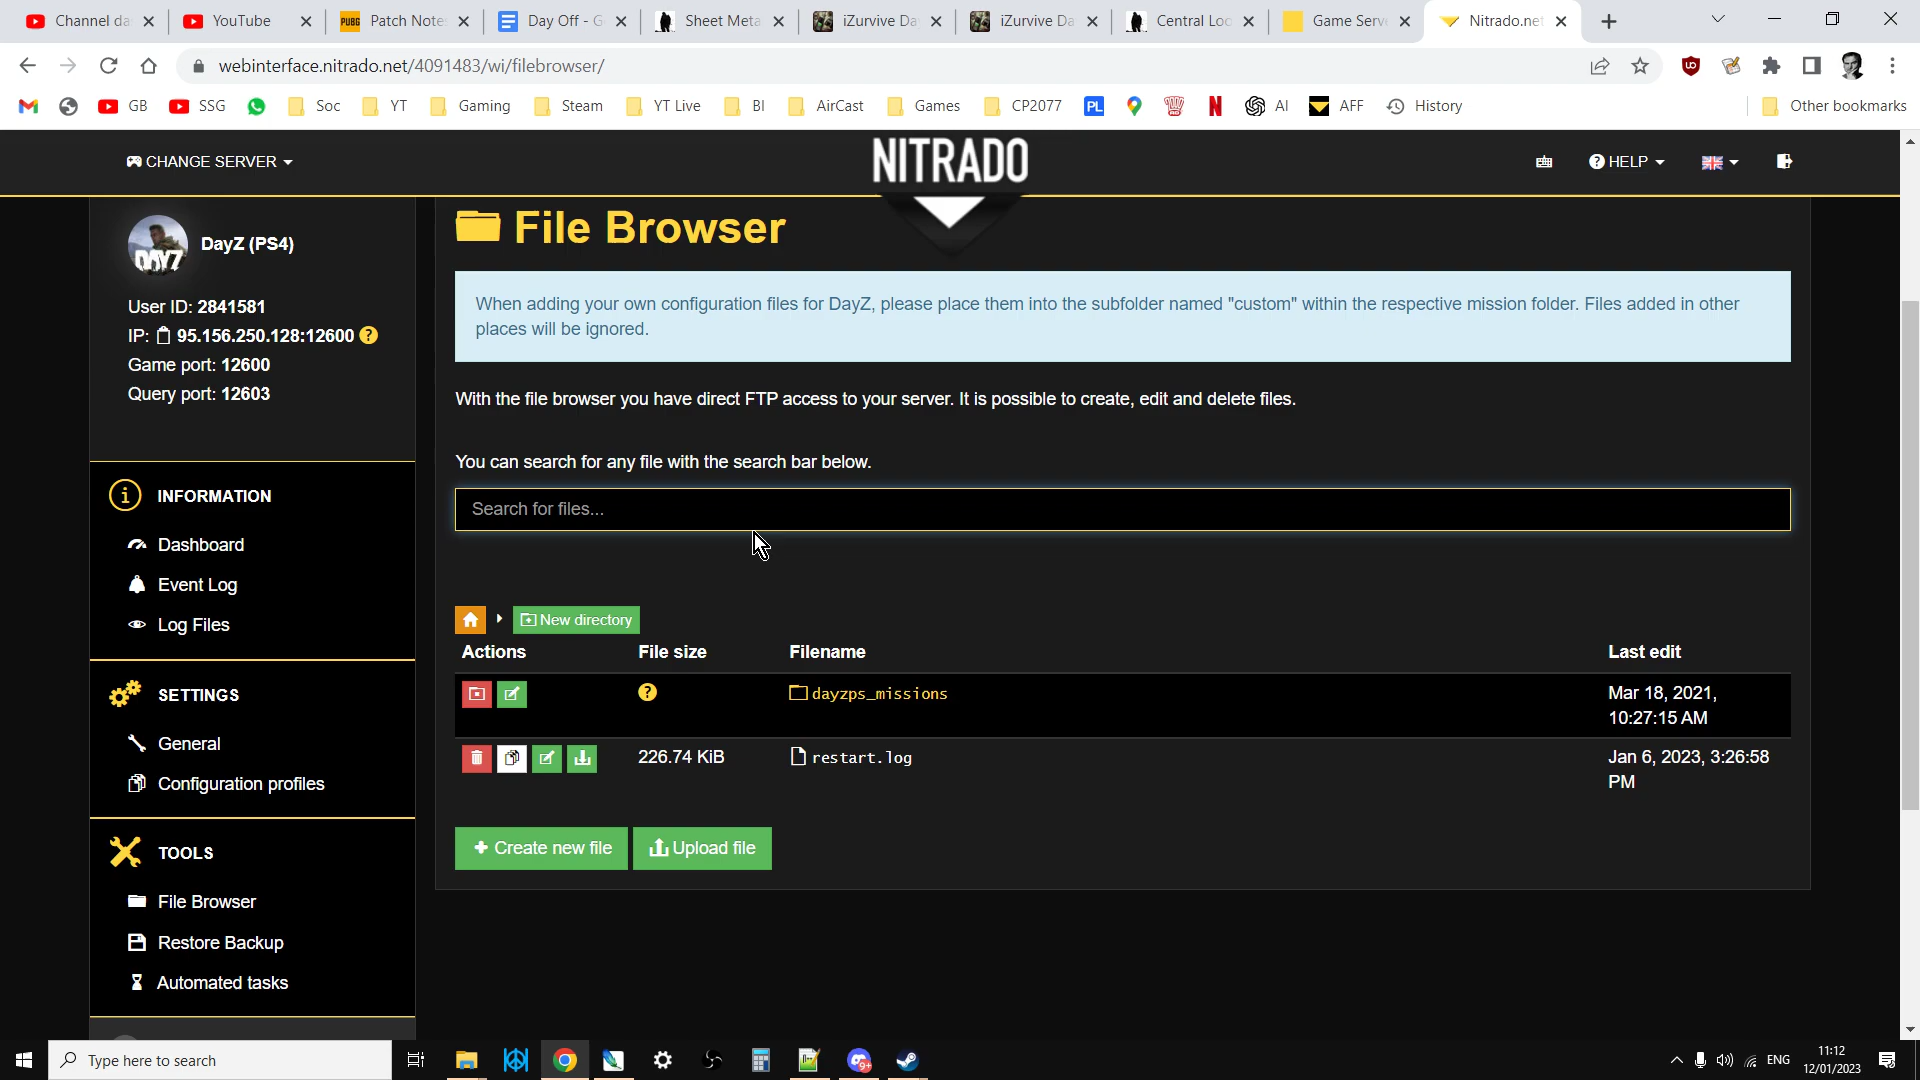 Channel da
YouTube
PUBG
Patch Note
Day Off - G
Sheet Meta
iZurvive Da
iZurvive Da
Central Loo
Game Serve
Nitrado.net
webinterface.nitrado.net/4091483/wi/filebrowser/
GB
SSG
Soc
YT
Gaming
Steam
YT Live
BI
AirCast
Games
CP2077
PL
N
AI
AFF
History
Other bookmarks
CHANGE SERVER
NITRADO
HELP
DAYZ
DayZ (PS4)
User ID: 2841581
IP: 95.156.250.128:12600
Game port: 12600
Query port: 12603
INFORMATION
Dashboard
Event Log
Log Files
SETTINGS
General
Configuration profiles
TOOLS
File Browser
Restore Backup
Automated tasks
File Browser
When adding your own configuration files for DayZ, please place them into the subfolder named "custom" within the respective mission folder. Files added in other
places will be ignored.
With the file browser you have direct FTP access to your server. It is possible to create, edit and delete files.
You can search for any file with the search bar below.
Search for files...
New directory
Actions File size Filename Last edit
dayzps_missions Mar 18, 2021,
10:27:15 AM
226.74 KiB restart.log Jan 6, 2023, 3:26:58
PM
+ Create new file
Upload file
Type here to search
9+
ENG
11:12
12/01/2023